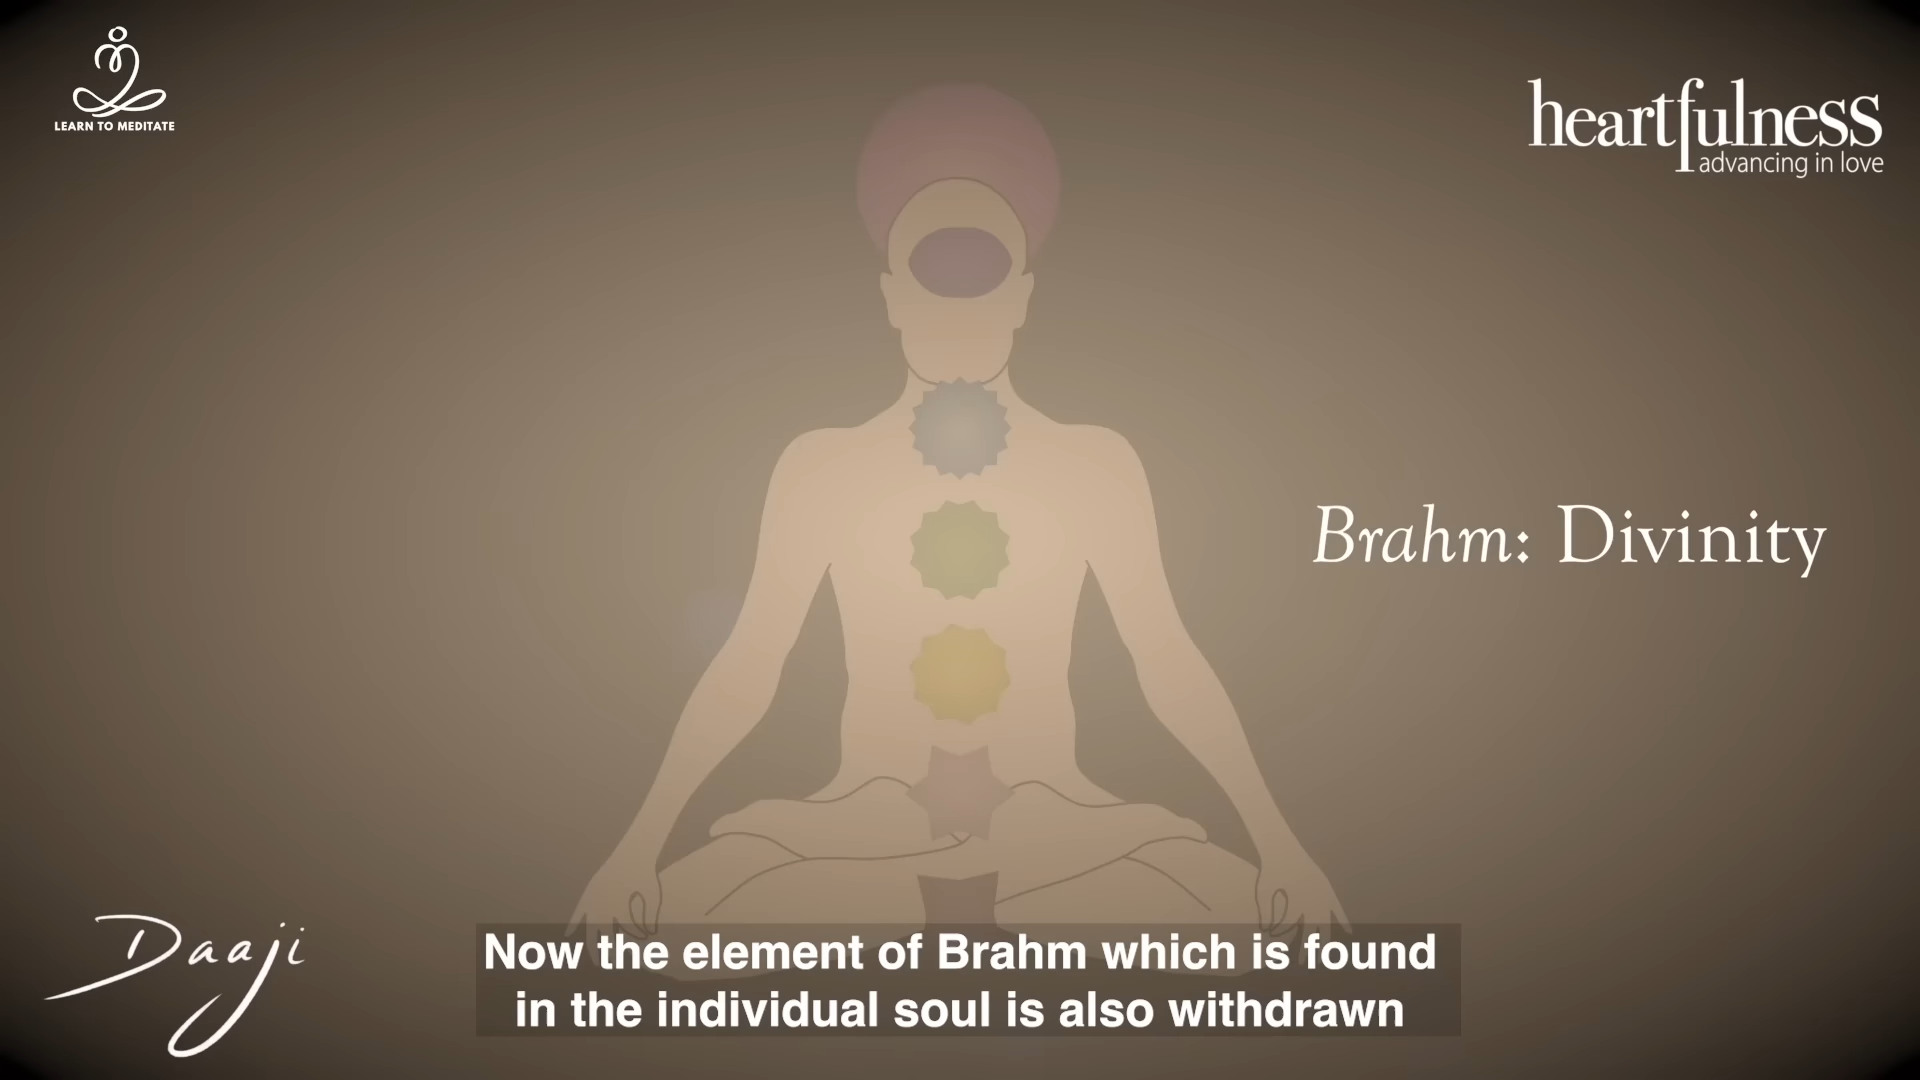 LEARN TO MEDITATE
heartfulness
advancing in love
Brahm: Divinity
Daaji
Now the element of Brahm which is found
in the individual soul is also withdrawn